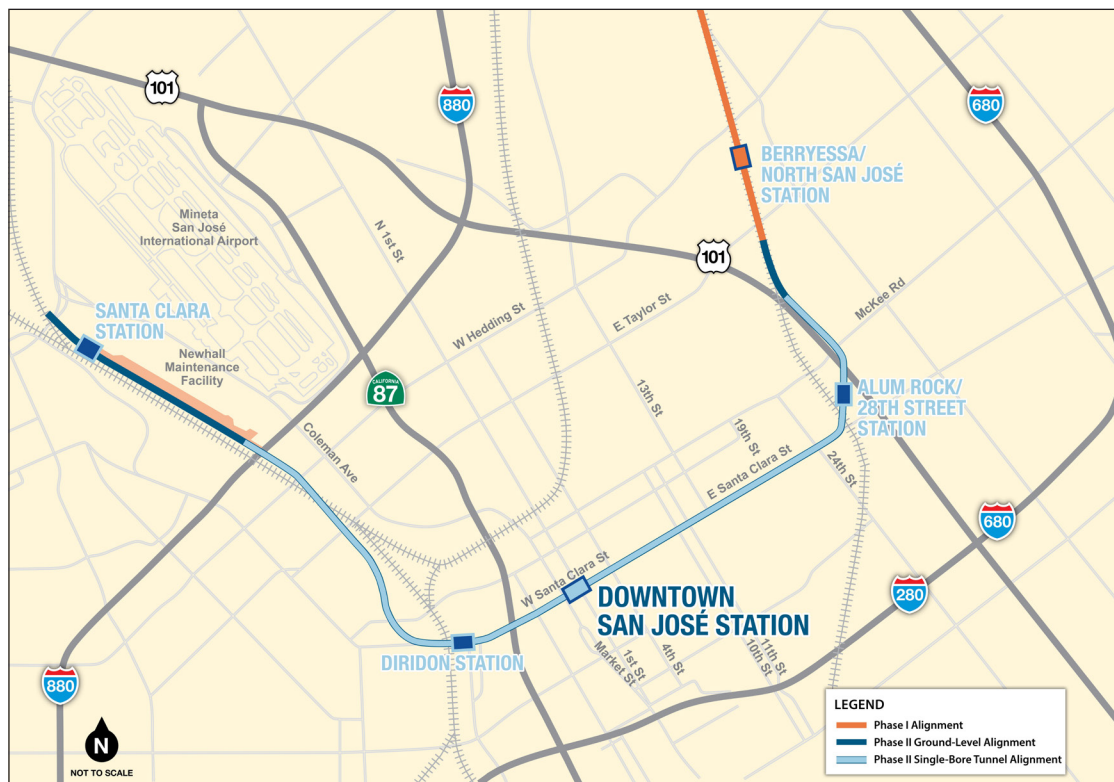 101
880
680
BERRYESSA/
NORTH SAN JOSÉ
STATION
Mineta
San José
International Airport
N 1st St
101
McKee Rd
SANTA CLARA
STATION
W Hedding St
E Taylor St
Newhall
Maintenance
Facility
CALIFORNIA
87
13th St
ALUM ROCK/
28TH STREET
STATION
Coleman Ave
19th St
24th St
E Santa Clara St
680
W Santa Clara St
280
DOWNTOWN
SAN JOSÉ STATION
DIRIDON STATION
Market St
1st St
4th St
10th St
11th St
880
N
NOT TO SCALE
LEGEND
Phase I Alignment
Phase II Ground-Level Alignment
Phase II Single-Bore Tunnel Alignment